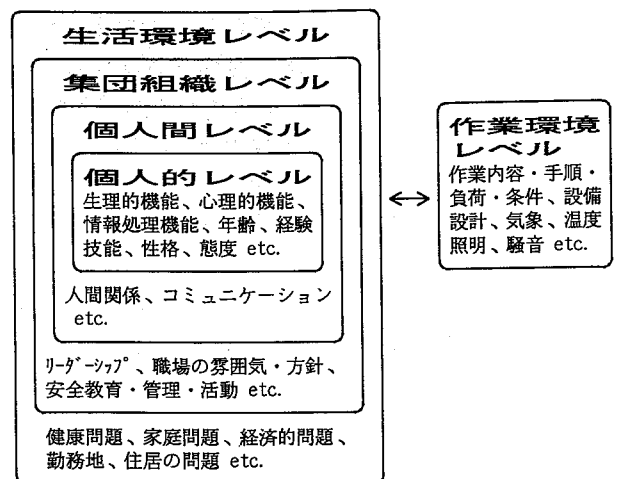 生活環境レベル
集団組織レベル
個人間レベル
個人的レベル
生理的機能、心理的機能、
情報処理機能、年齢、経験
技能、性格、態度 etc.
人間関係、コミュニケーション
etc.
ﾘｰﾀﾞｰｼｯﾌﾟ、職場の雰囲気・方針、
安全教育・管理・活動 etc.
健康問題、家庭問題、経済的問題、
勤務地、住居の問題 etc.
作業環境
レベル
作業内容・手順・
負荷・条件、設備
設計、気象、温度
照明、騒音 etc.